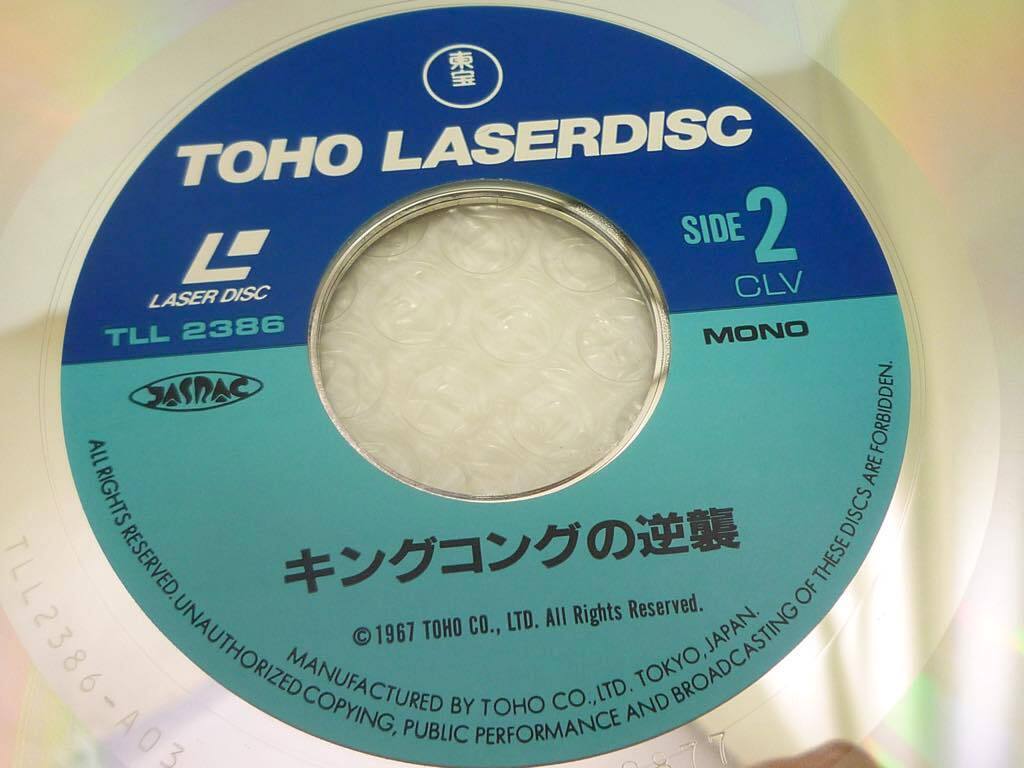 東宝
TOHO LASERDISC
SIDE 2
CLV
LASER DISC
TLL 2386
MONO
JASRAC
キングコングの逆襲
© 1967 TOHO CO., LTD. All Rights Reserved.
MANUFACTURED BY TOHO CO., LTD. TOKYO, JAPAN.
ALL RIGHTS RESERVED. UNAUTHORIZED COPYING, PUBLIC PERFORMANCE AND BROADCASTING OF THESE DISCS ARE FORBIDDEN.
TLL2386-A03